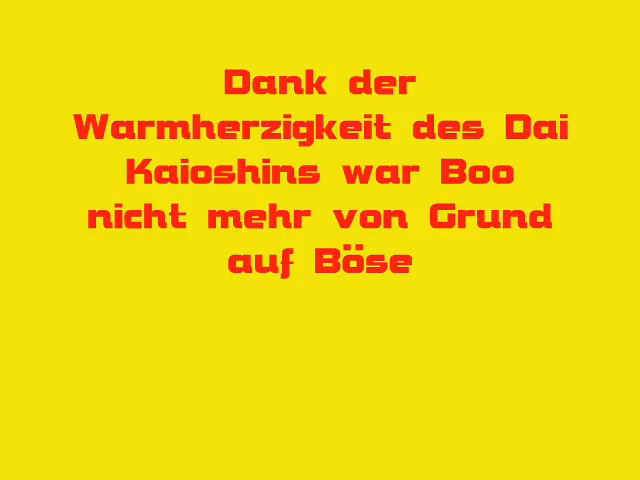 Dank der
Warmherzigkeit des Dai
Kaioshins war Boo
nicht mehr von Grund
auf Böse